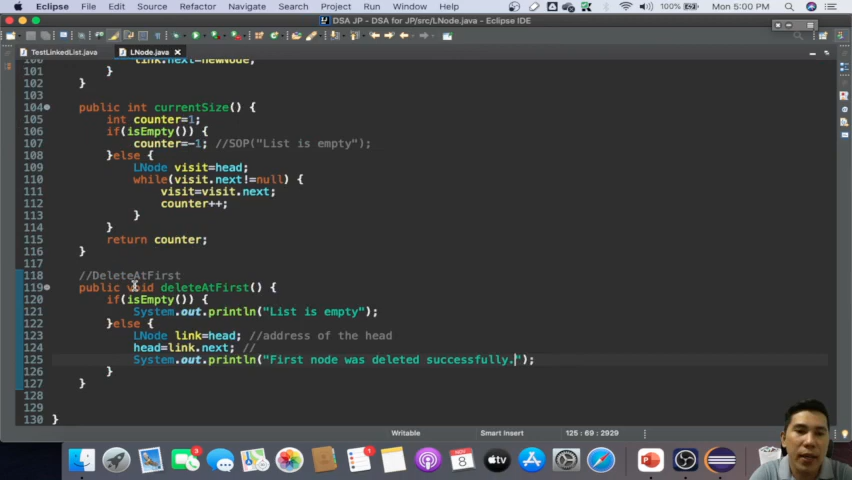 Eclipse File Edit Source Refactor Navigate Search Project Run Window Help 100% Mon 5:00 PM
DSA JP - DSA for JP/src/LNode.java - Eclipse IDE
TestLinkedList.java LNode.java
100 link.next=newNode;
101 }
102 }
103
104 public int currentSize() {
105 int counter=1;
106 if(isEmpty()) {
107 counter=-1; //SOP("List is empty");
108 }else {
109 LNode visit=head;
110 while(visit.next!=null) {
111 visit=visit.next;
112 counter++;
113 }
114 }
115 return counter;
116 }
117
118 //DeleteAtFirst
119 public void deleteAtFirst() {
120 if(isEmpty()) {
121 System.out.println("List is empty");
122 }else {
123 LNode link=head; //address of the head
124 head=link.next; //
125 System.out.println("First node was deleted successfully.");
126 }
127 }
128
129
130 }
Writable Smart Insert 125 : 69 : 2929